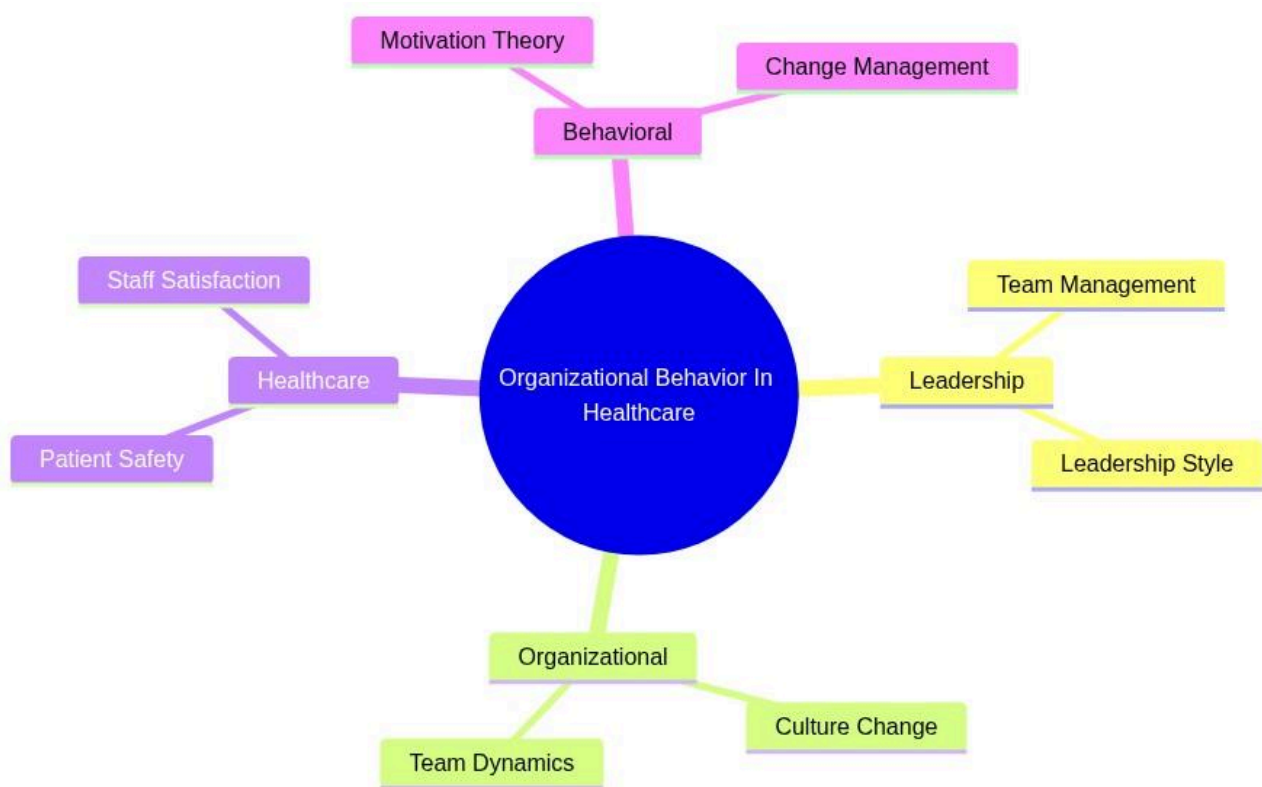 Motivation Theory
Change Management
Behavioral
Staff Satisfaction
Team Management
Organizational Behavior In
Healthcare
Healthcare
Leadership
Patient Safety
Leadership Style
Organizational
Culture Change
Team Dynamics